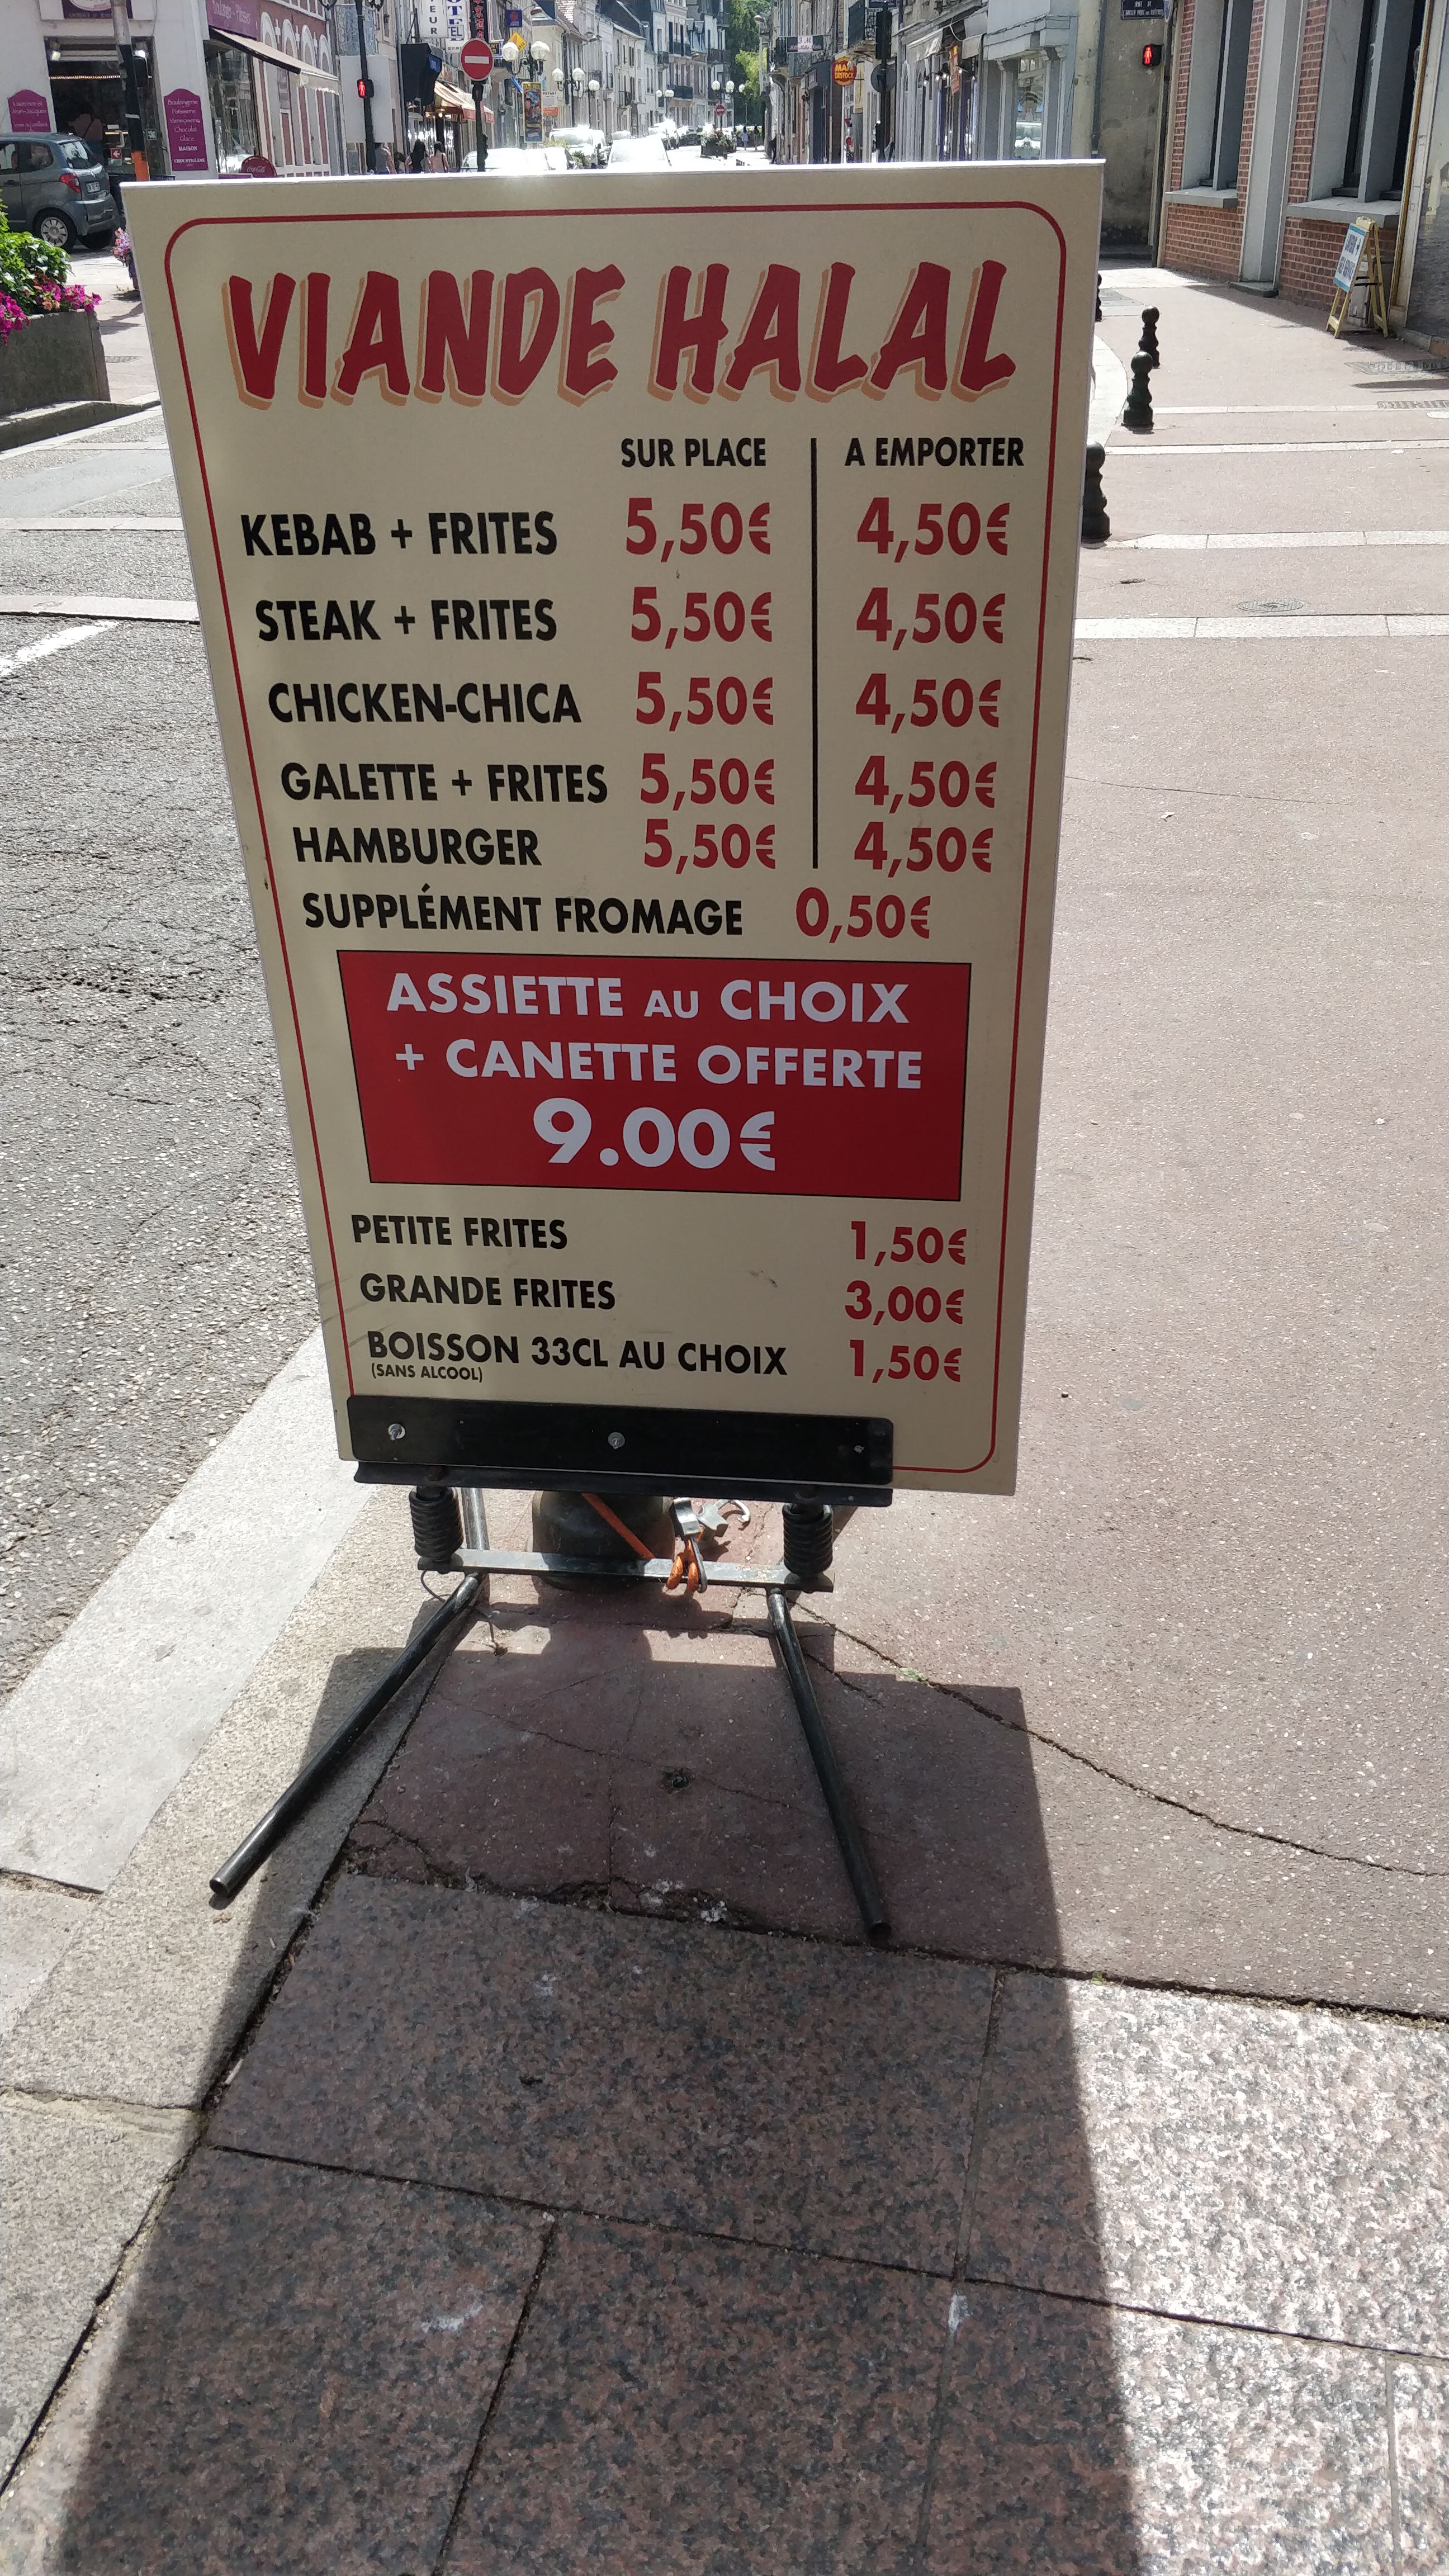 VIANDE HALAL
SUR PLACE A EMPORTER
KEBAB + FRITES 5,50€ 4,50€
STEAK + FRITES 5,50€ 4,50€
CHICKEN-CHICA 5,50€ 4,50€
GALETTE + FRITES 5,50€ 4,50€
HAMBURGER 5,50€ 4,50€
SUPPLÉMENT FROMAGE 0,50€
ASSIETTE AU CHOIX
+ CANETTE OFFERTE
9.00€
PETITE FRITES 1,50€
GRANDE FRITES 3,00€
BOISSON 33CL AU CHOIX 1,50€
(SANS ALCOOL)